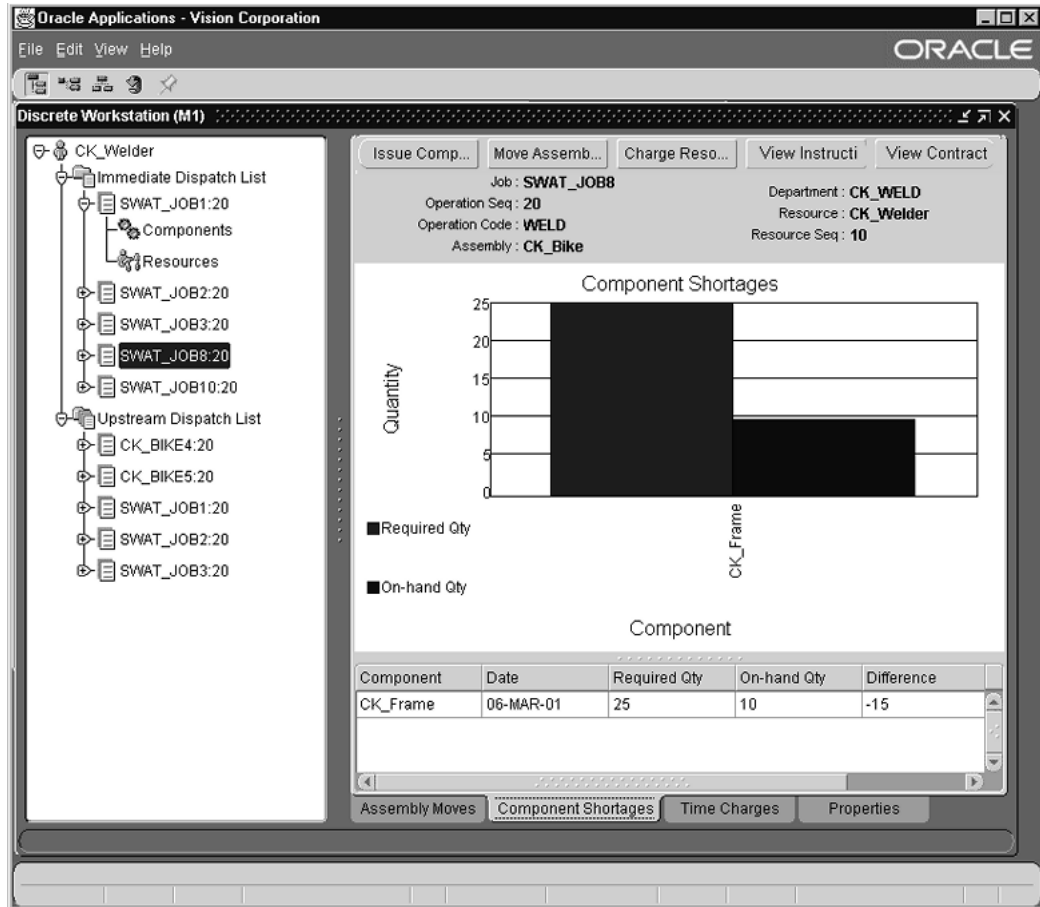 Oracle Applications - Vision Corporation
File Edit View Help
ORACLE
Discrete Workstation (M1)
CK_Welder
Immediate Dispatch List
SWAT_JOB1:20
Components
Resources
SWAT_JOB2:20
SWAT_JOB3:20
SWAT_JOB8:20
SWAT_JOB10:20
Upstream Dispatch List
CK_BIKE4:20
CK_BIKE5:20
SWAT_JOB1:20
SWAT_JOB2:20
SWAT_JOB3:20
Issue Comp... Move Assemb... Charge Reso... View Instructi View Contract
Job : SWAT_JOB8
Operation Seq : 20
Operation Code : WELD
Assembly : CK_Bike
Department : CK_WELD
Resource : CK_Welder
Resource Seq : 10
Component Shortages
Quantity
25
20
15
10
5
0
CK_Frame
Required Qty
On-hand Qty
Component
Component Date Required Qty On-hand Qty Difference
CK_Frame 06-MAR-01 25 10 -15
Assembly Moves Component Shortages Time Charges Properties